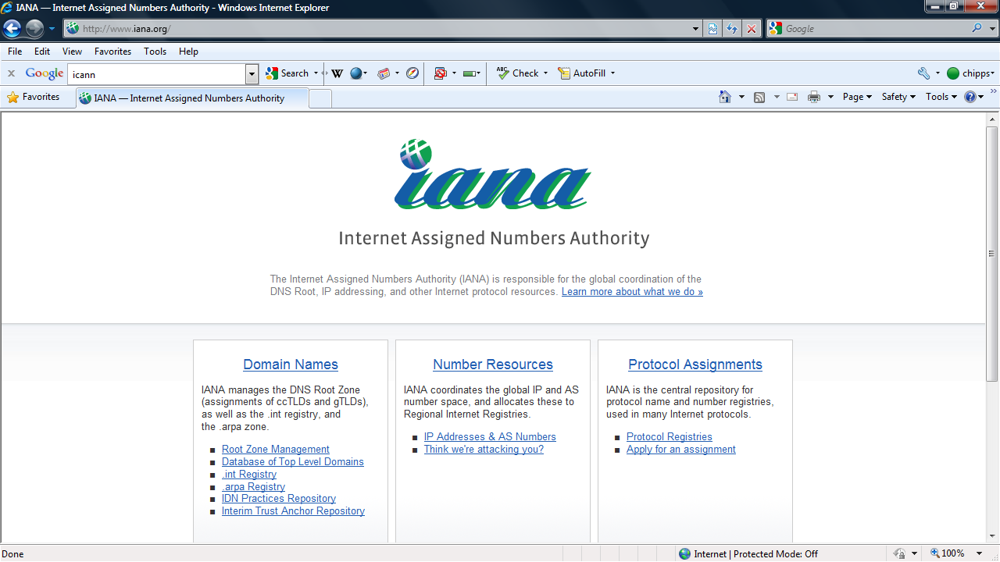 IANA — Internet Assigned Numbers Authority - Windows Internet Explorer
http://www.iana.org/
Google
File Edit View Favorites Tools Help
Google icann Search W Check AutoFill chipps
Favorites IANA — Internet Assigned Numbers Authority Page Safety Tools
iana
Internet Assigned Numbers Authority
The Internet Assigned Numbers Authority (IANA) is responsible for the global coordination of the
DNS Root, IP addressing, and other Internet protocol resources. Learn more about what we do »
Domain Names
IANA manages the DNS Root Zone
(assignments of ccTLDs and gTLDs),
as well as the .int registry, and
the .arpa zone.
Root Zone Management
Database of Top Level Domains
.int Registry
.arpa Registry
IDN Practices Repository
Interim Trust Anchor Repository
Number Resources
IANA coordinates the global IP and AS
number space, and allocates these to
Regional Internet Registries.
IP Addresses & AS Numbers
Think we're attacking you?
Protocol Assignments
IANA is the central repository for
protocol name and number registries,
used in many Internet protocols.
Protocol Registries
Apply for an assignment
Done Internet | Protected Mode: Off 100%